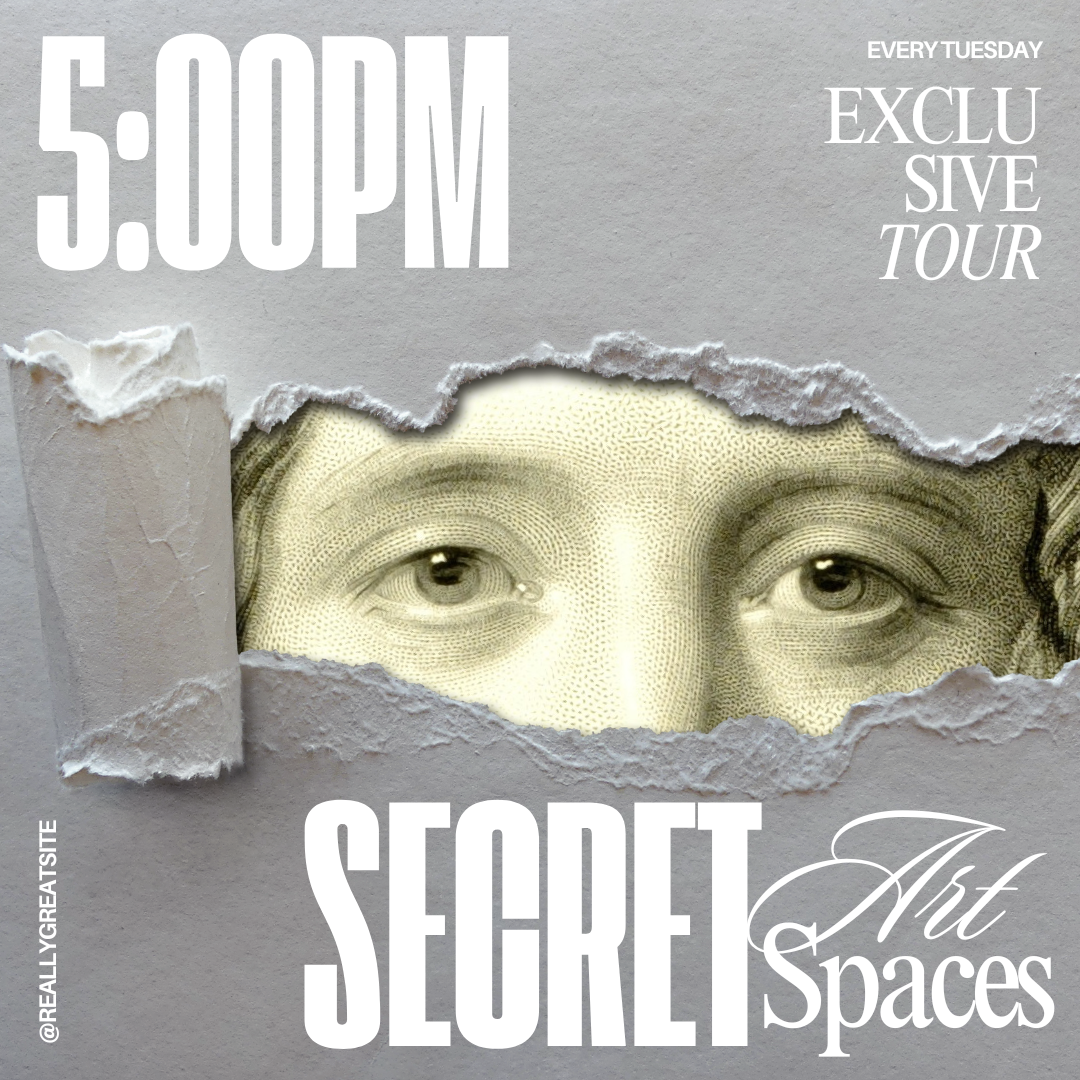 5:00PM
EVERY TUESDAY
EXCLU
SIVE
TOUR
SECRET
Art
Spaces
@REALLYGREATSITE